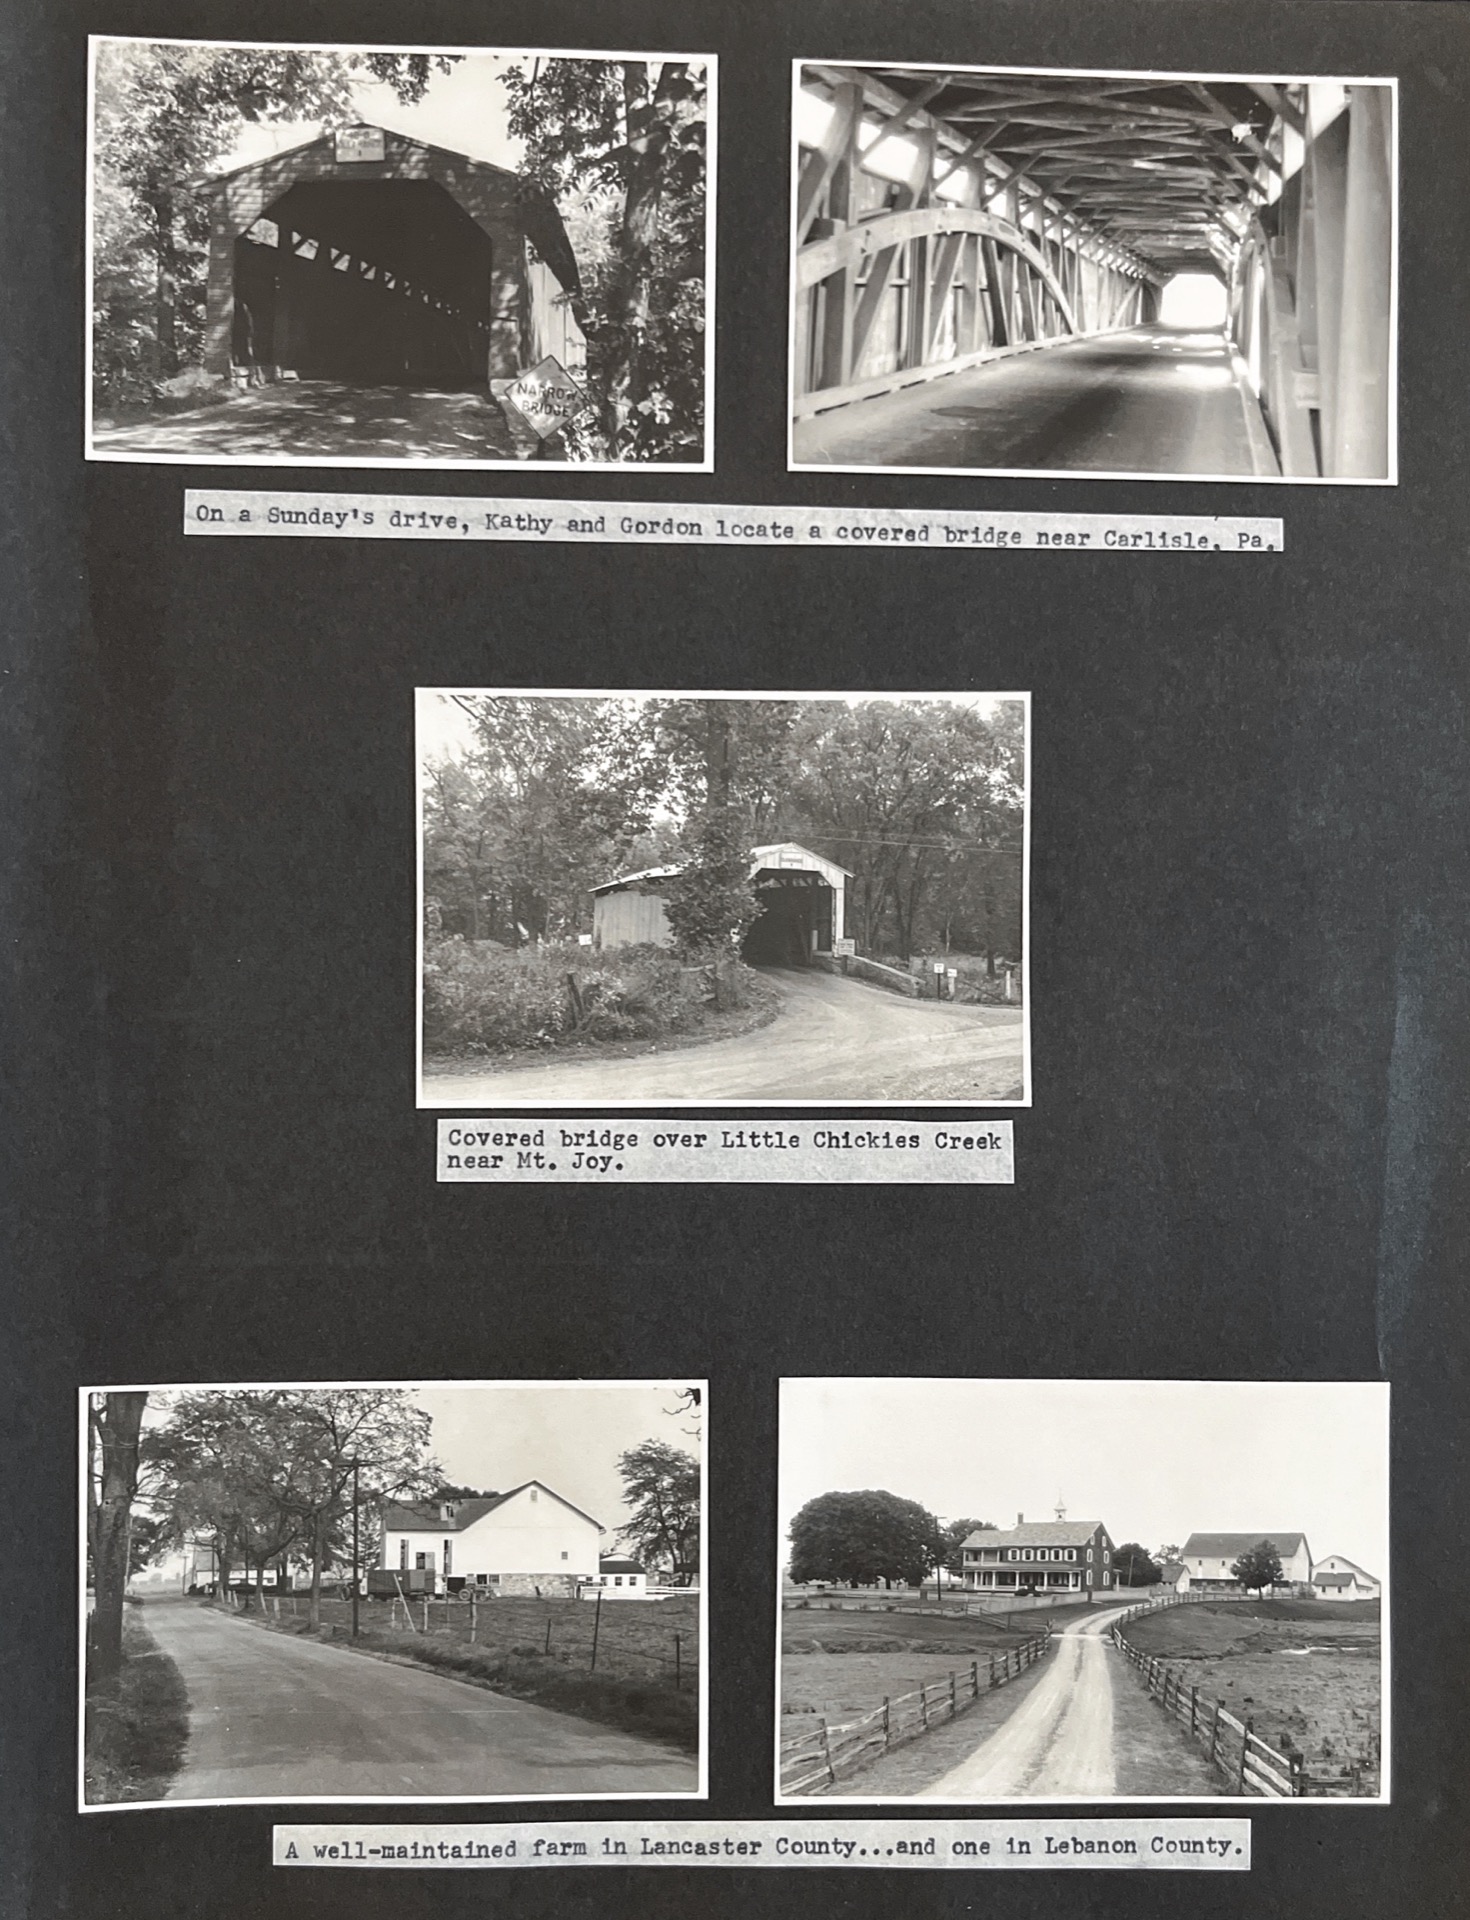 NARROW
BRIDGE
On a Sunday's drive, Kathy and Gordon locate a covered bridge near Carlisle, Pa.
Covered bridge over Little Chickies Creek
near Mt. Joy.
A well-maintained farm in Lancaster County...and one in Lebanon County.